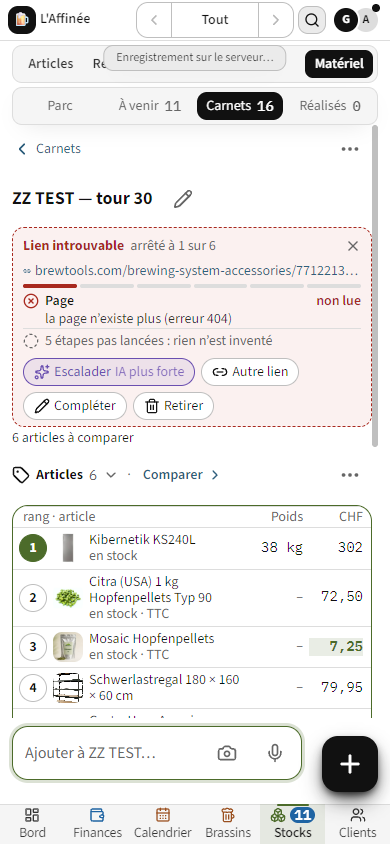 L'Affinée
Tout
G
A
Articles
Enregistrement sur le serveur…
Matériel
Parc
À venir 11
Carnets 16
Réalisés 0
Carnets
ZZ TEST — tour 30
Lien introuvable arrêté à 1 sur 6
brewtools.com/brewing-system-accessories/7712213…
Page non lue
la page n'existe plus (erreur 404)
5 étapes pas lancées : rien n'est inventé
Escalader IA plus forte
Autre lien
Compléter
Retirer
6 articles à comparer
Articles 6 · Comparer
rang · article Poids CHF
1 Kibernetik KS240L 38 kg 302
en stock
Citra (USA) 1 kg
2 Hopfenpellets Typ 90 – 72,50
en stock · TTC
3 Mosaic Hopfenpellets – 7,25
en stock · TTC
4 Schwerlastregal 180 × 160 – 79,95
× 60 cm
Ajouter à ZZ TEST…
Bord
Finances
Calendrier
Brassins
11
Stocks
Clients